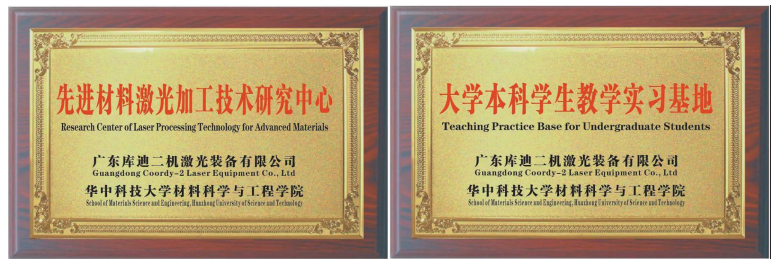 先进材料激光加工技术研究中心
Research Center of Laser Processing Technology for Advanced Materials
广东库迪二机激光装备有限公司
Guangdong Coordy-2 Laser Equipment Co., Ltd
华中科技大学材料科学与工程学院
School of Materials Science and Engineering, Huazhong University of Science and Technology
大学本科学生教学实习基地
Teaching Practice Base for Undergraduate Students
广东库迪二机激光装备有限公司
Guangdong Coordy-2 Laser Equipment Co., Ltd
华中科技大学材料科学与工程学院
School of Materials Science and Engineering, Huazhong University of Science and Technology